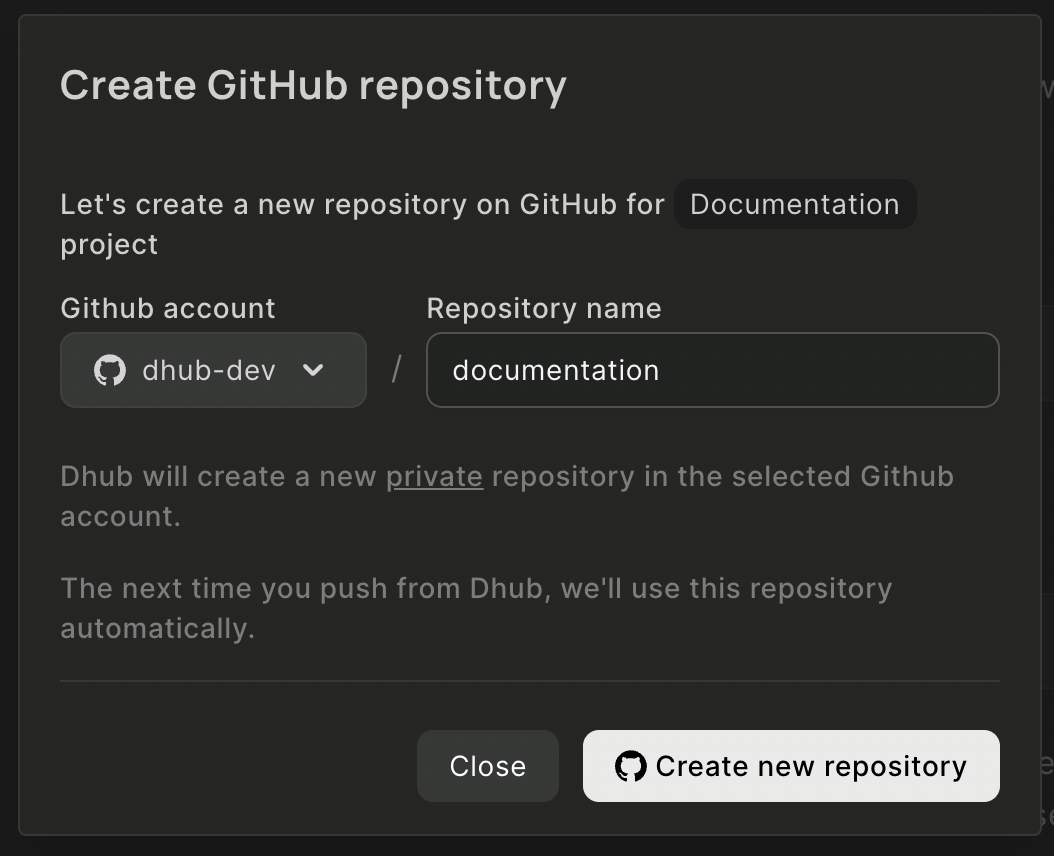 Create GitHub repository
Let's create a new repository on GitHub for Documentation
project
Github account
Repository name
dhub-dev / documentation
Dhub will create a new private repository in the selected Github
account.
The next time you push from Dhub, we'll use this repository
automatically.
Close
Create new repository